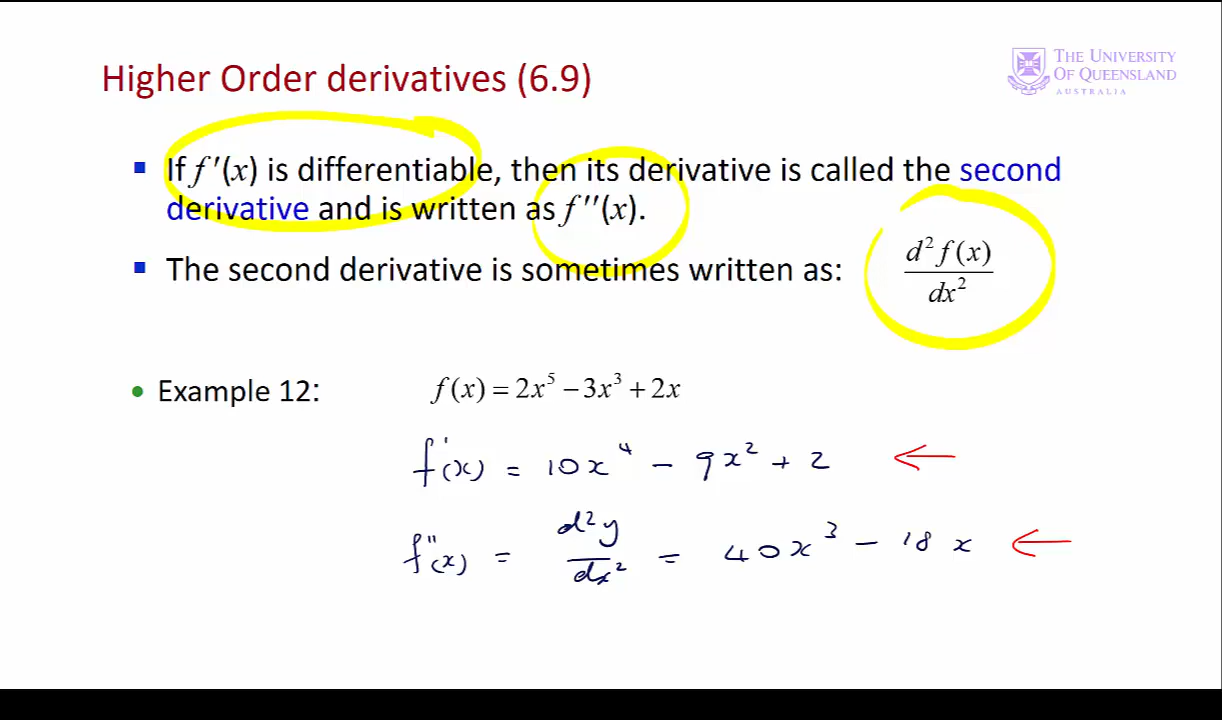 THE UNIVERSITY
OF QUEENSLAND
AUSTRALIA
Higher Order derivatives (6.9)
▪ If f ′(x) is differentiable, then its derivative is called the second
derivative and is written as f ′′(x).
▪ The second derivative is sometimes written as: d²f(x)/dx²
• Example 12: f(x) = 2x⁵ − 3x³ + 2x
f'(x) = 10x⁴ − 9x² + 2 ←
f"(x) = d²y/dx² = 40x³ − 18x ←